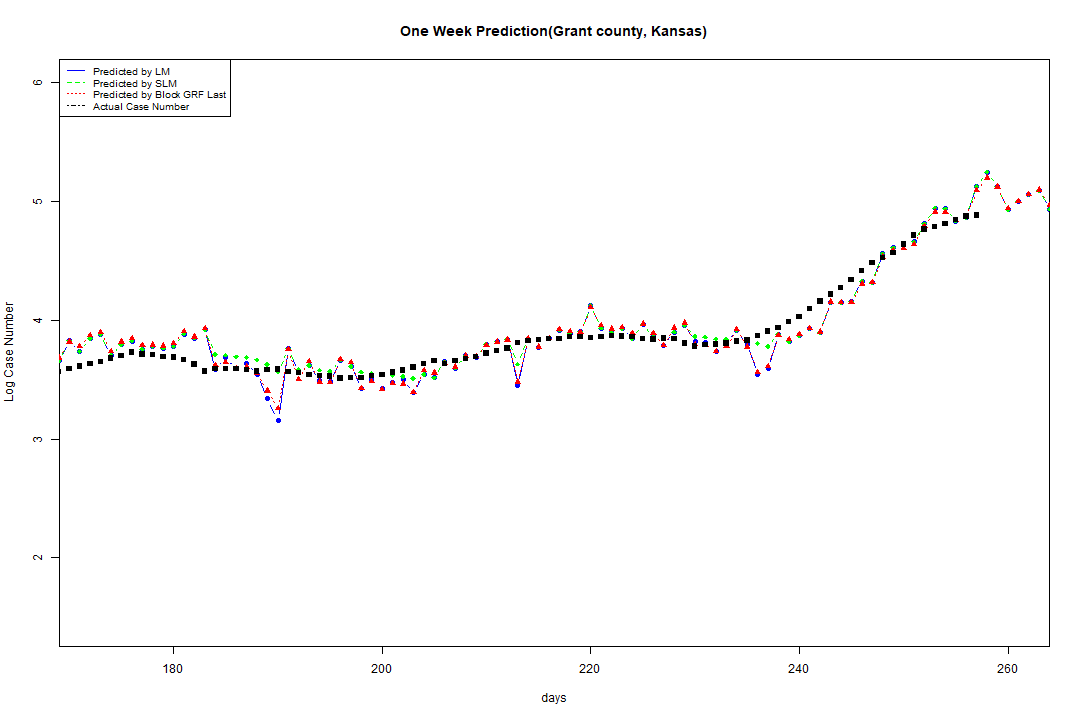 One Week Prediction(Grant county, Kansas)
Predicted by LM
Predicted by SLM
Predicted by Block GRF Last
Actual Case Number
6
5
4
3
2
Log Case Number
180 200 220 240 260
days